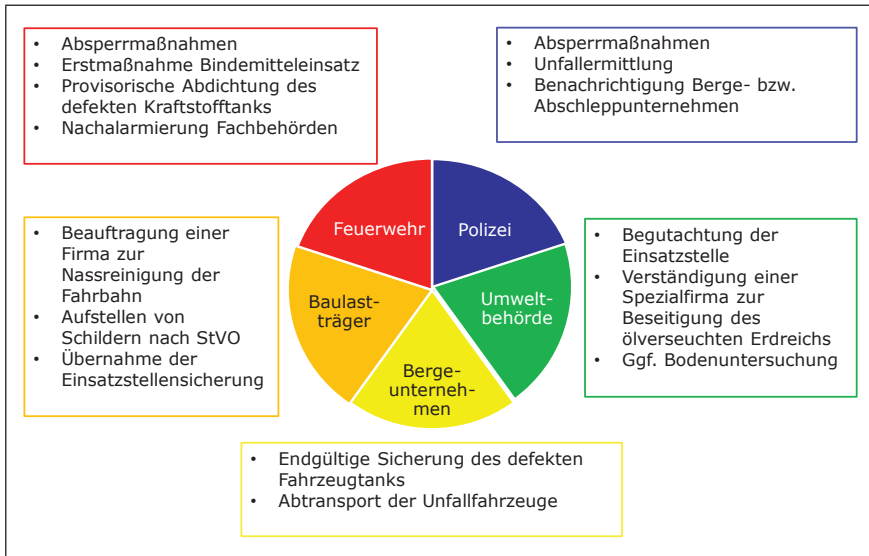 • Absperrmaßnahmen
• Erstmaßnahme Bindemitteleinsatz
• Provisorische Abdichtung des
defekten Kraftstofftanks
• Nachalarmierung Fachbehörden
• Absperrmaßnahmen
• Unfallermittlung
• Benachrichtigung Berge- bzw.
Abschleppunternehmen
Feuerwehr
Polizei
• Beauftragung einer
Firma zur
Nassreinigung der
Fahrbahn
• Aufstellen von
Schildern nach StVO
• Übernahme der
Einsatzstellensicherung
Baulast-
träger
Umwelt-
behörde
• Begutachtung der
Einsatzstelle
• Verständigung einer
Spezialfirma zur
Beseitigung des
ölverseuchten Erdreichs
• Ggf. Bodenuntersuchung
Berge-
unterneh-
men
• Endgültige Sicherung des defekten
Fahrzeugtanks
• Abtransport der Unfallfahrzeuge